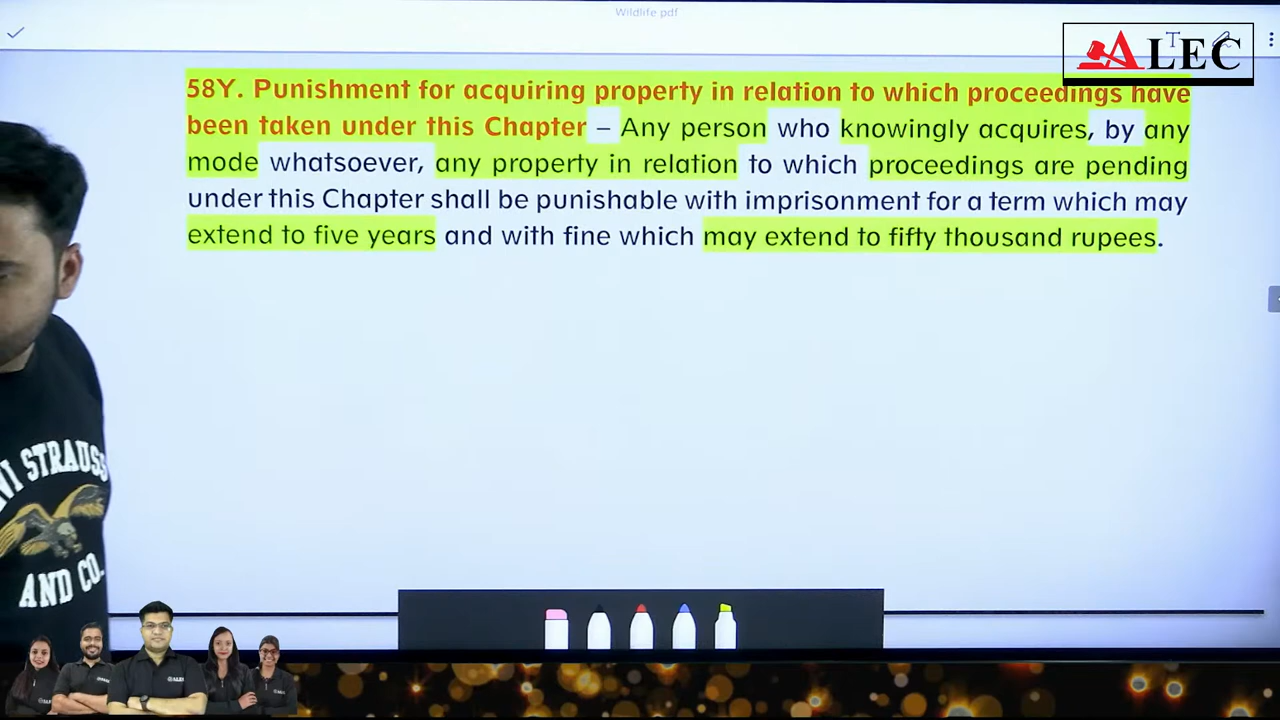 Wildlife pdf
ALEC
58Y. Punishment for acquiring property in relation to which proceedings have
been taken under this Chapter – Any person who knowingly acquires, by any
mode whatsoever, any property in relation to which proceedings are pending
under this Chapter shall be punishable with imprisonment for a term which may
extend to five years and with fine which may extend to fifty thousand rupees.
VI STRAUSS
AND CO.